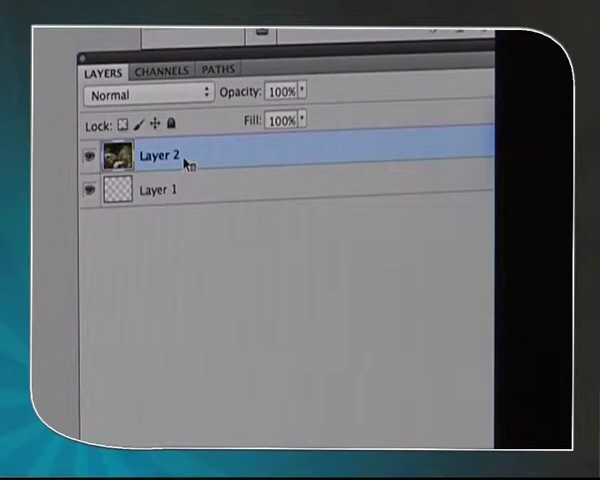 LAYERS CHANNELS PATHS
Normal Opacity: 100%
Lock: Fill: 100%
Layer 2
Layer 1